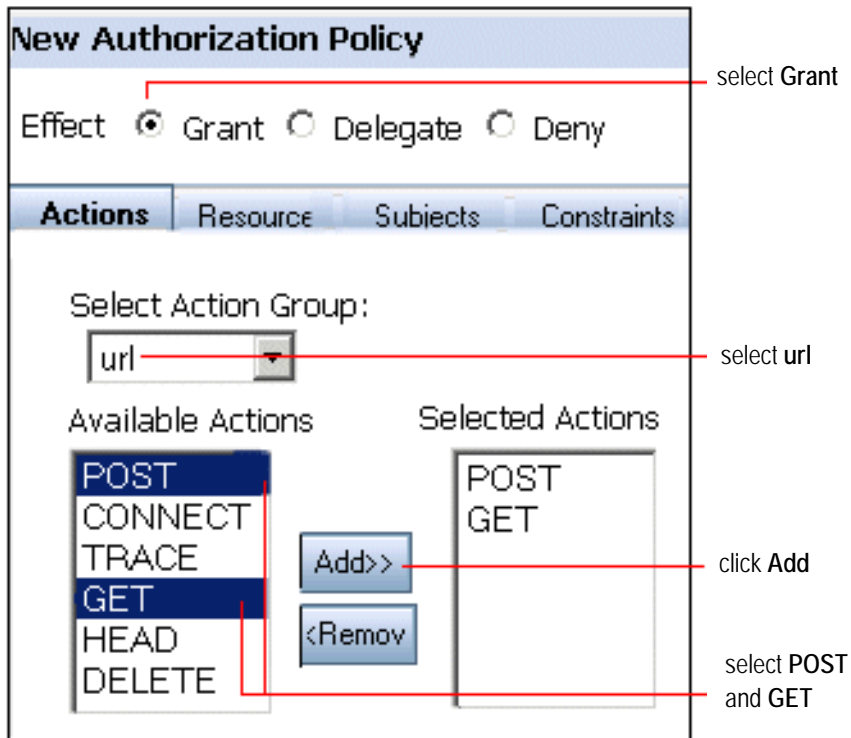 New Authorization Policy
select Grant
Effect Grant Delegate Deny
Actions Resource Subjects Constraints
Select Action Group:
url
select url
Available Actions Selected Actions
POST
CONNECT
TRACE
GET
HEAD
DELETE
Add>>
<Remov
POST
GET
click Add
select POST
and GET